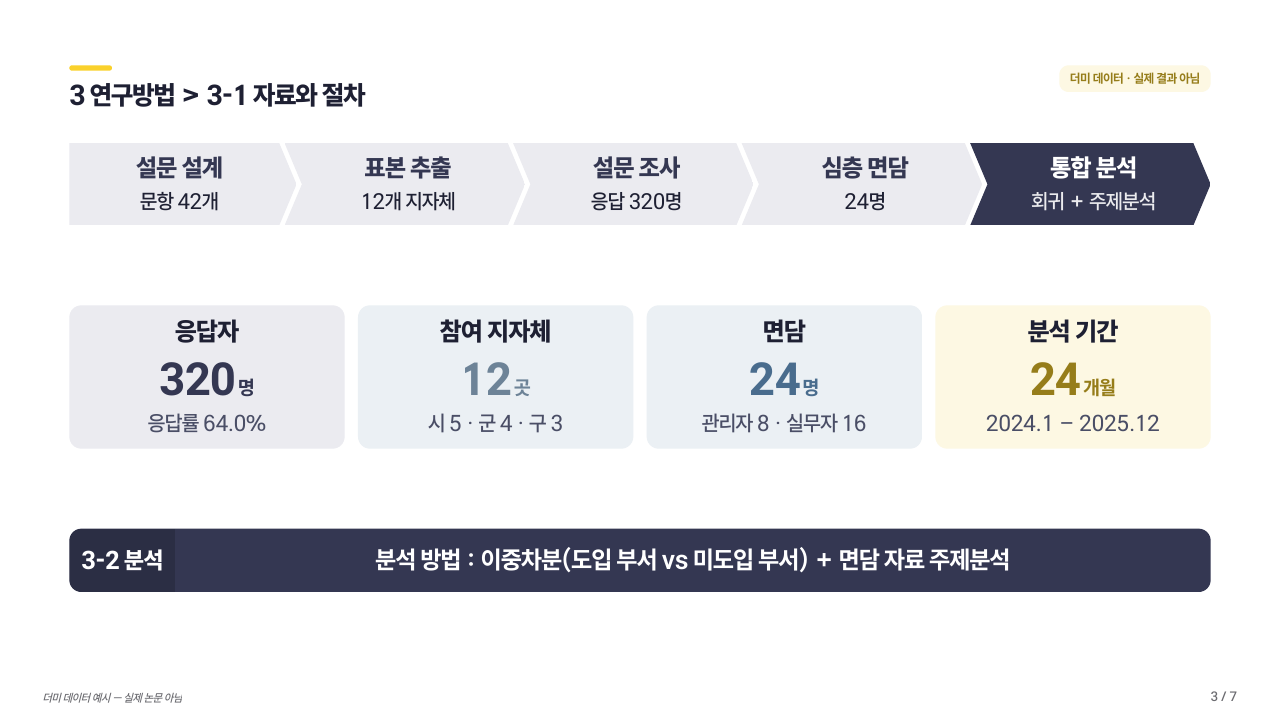 3 연구방법 > 3-1 자료와 절차
더미 데이터 · 실제 결과 아님
설문 설계
문항 42개
표본 추출
12개 지자체
설문 조사
응답 320명
심층 면담
24명
통합 분석
회귀 + 주제분석
응답자
320명
응답률 64.0%
참여 지자체
12곳
시 5 · 군 4 · 구 3
면담
24명
관리자 8 · 실무자 16
분석 기간
24개월
2024.1 – 2025.12
3-2 분석
분석 방법 : 이중차분(도입 부서 vs 미도입 부서) + 면담 자료 주제분석
더미 데이터 예시 — 실제 논문 아님
3 / 7